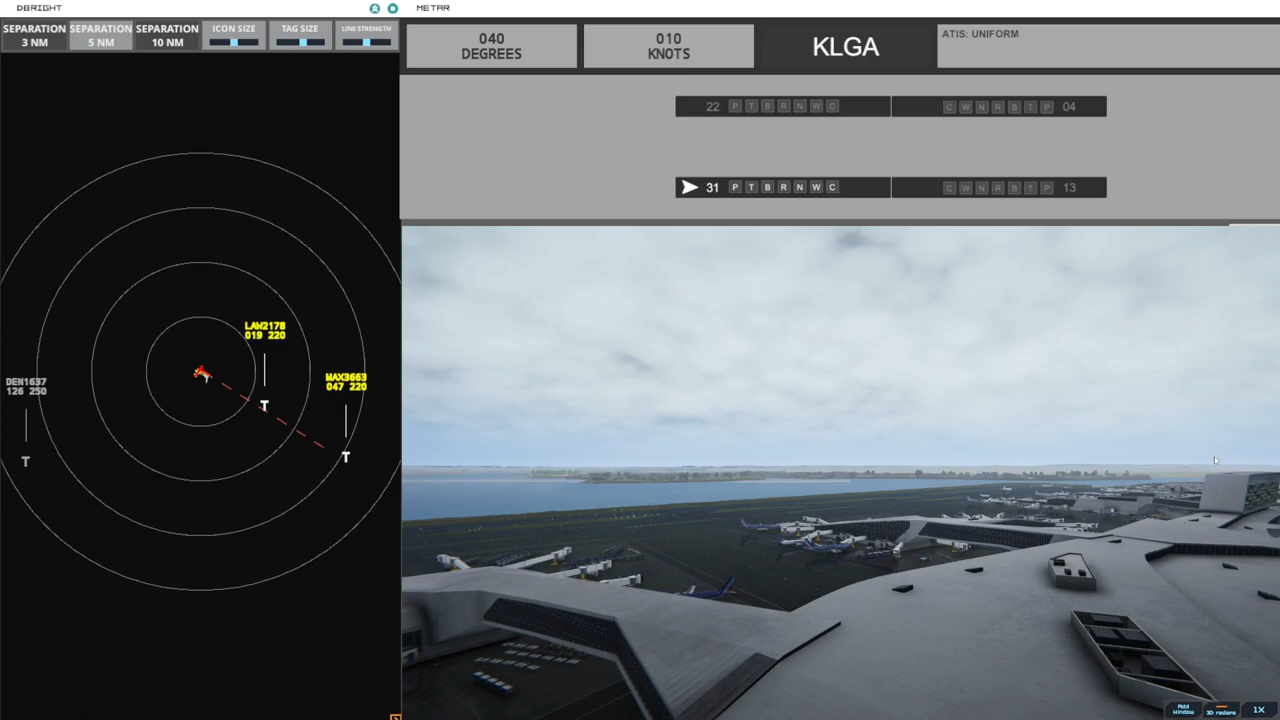 DBRIGHT
METAR
SEPARATION
3 NM
SEPARATION
5 NM
SEPARATION
10 NM
ICON SIZE
TAG SIZE
LINE STRENGTH
040
DEGREES
010
KNOTS
KLGA
ATIS: UNIFORM
22 P T B R N W C
C W N R B T P 04
31 P T B R N W C
C W N R B T P 13
LAW2178
019 220
MAX3663
047 220
DEN1637
126 250
T
T
T
Add
Window
3D radars
1X